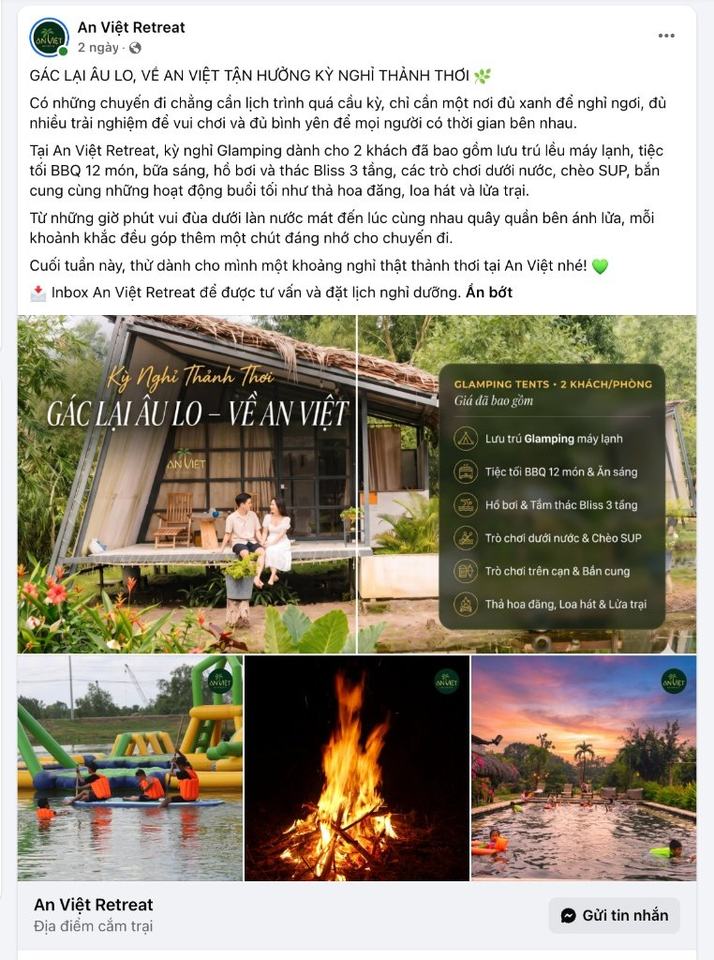 An Việt Retreat
2 ngày ·
GÁC LẠI ÂU LO, VỀ AN VIỆT TẬN HƯỞNG KỲ NGHỈ THẢNH THƠI 🌿
Có những chuyến đi chẳng cần lịch trình quá cầu kỳ, chỉ cần một nơi đủ xanh để nghỉ ngơi, đủ
nhiều trải nghiệm để vui chơi và đủ bình yên để mọi người có thời gian bên nhau.
Tại An Việt Retreat, kỳ nghỉ Glamping dành cho 2 khách đã bao gồm lưu trú lều máy lạnh, tiệc
tối BBQ 12 món, bữa sáng, hồ bơi và thác Bliss 3 tầng, các trò chơi dưới nước, chèo SUP, bắn
cung cùng những hoạt động buổi tối như thả hoa đăng, loa hát và lửa trại.
Từ những giờ phút vui đùa dưới làn nước mát đến lúc cùng nhau quây quần bên ánh lửa, mỗi
khoảnh khắc đều góp thêm một chút đáng nhớ cho chuyến đi.
Cuối tuần này, thử dành cho mình một khoảng nghỉ thật thảnh thơi tại An Việt nhé! 💚
📩 Inbox An Việt Retreat để được tư vấn và đặt lịch nghỉ dưỡng. Ẩn bớt
Kỳ Nghỉ Thảnh Thơi
GÁC LẠI ÂU LO – VỀ AN VIỆT
AN VIỆT
GLAMPING TENTS • 2 KHÁCH/PHÒNG
Giá đã bao gồm
Lưu trú Glamping máy lạnh
Tiệc tối BBQ 12 món & Ăn sáng
Hồ bơi & Tắm thác Bliss 3 tầng
Trò chơi dưới nước & Chèo SUP
Trò chơi trên cạn & Bắn cung
Thả hoa đăng, Loa hát & Lửa trại
AN VIỆT
AN VIỆT
AN VIỆT
An Việt Retreat
Địa điểm cắm trại
Gửi tin nhắn